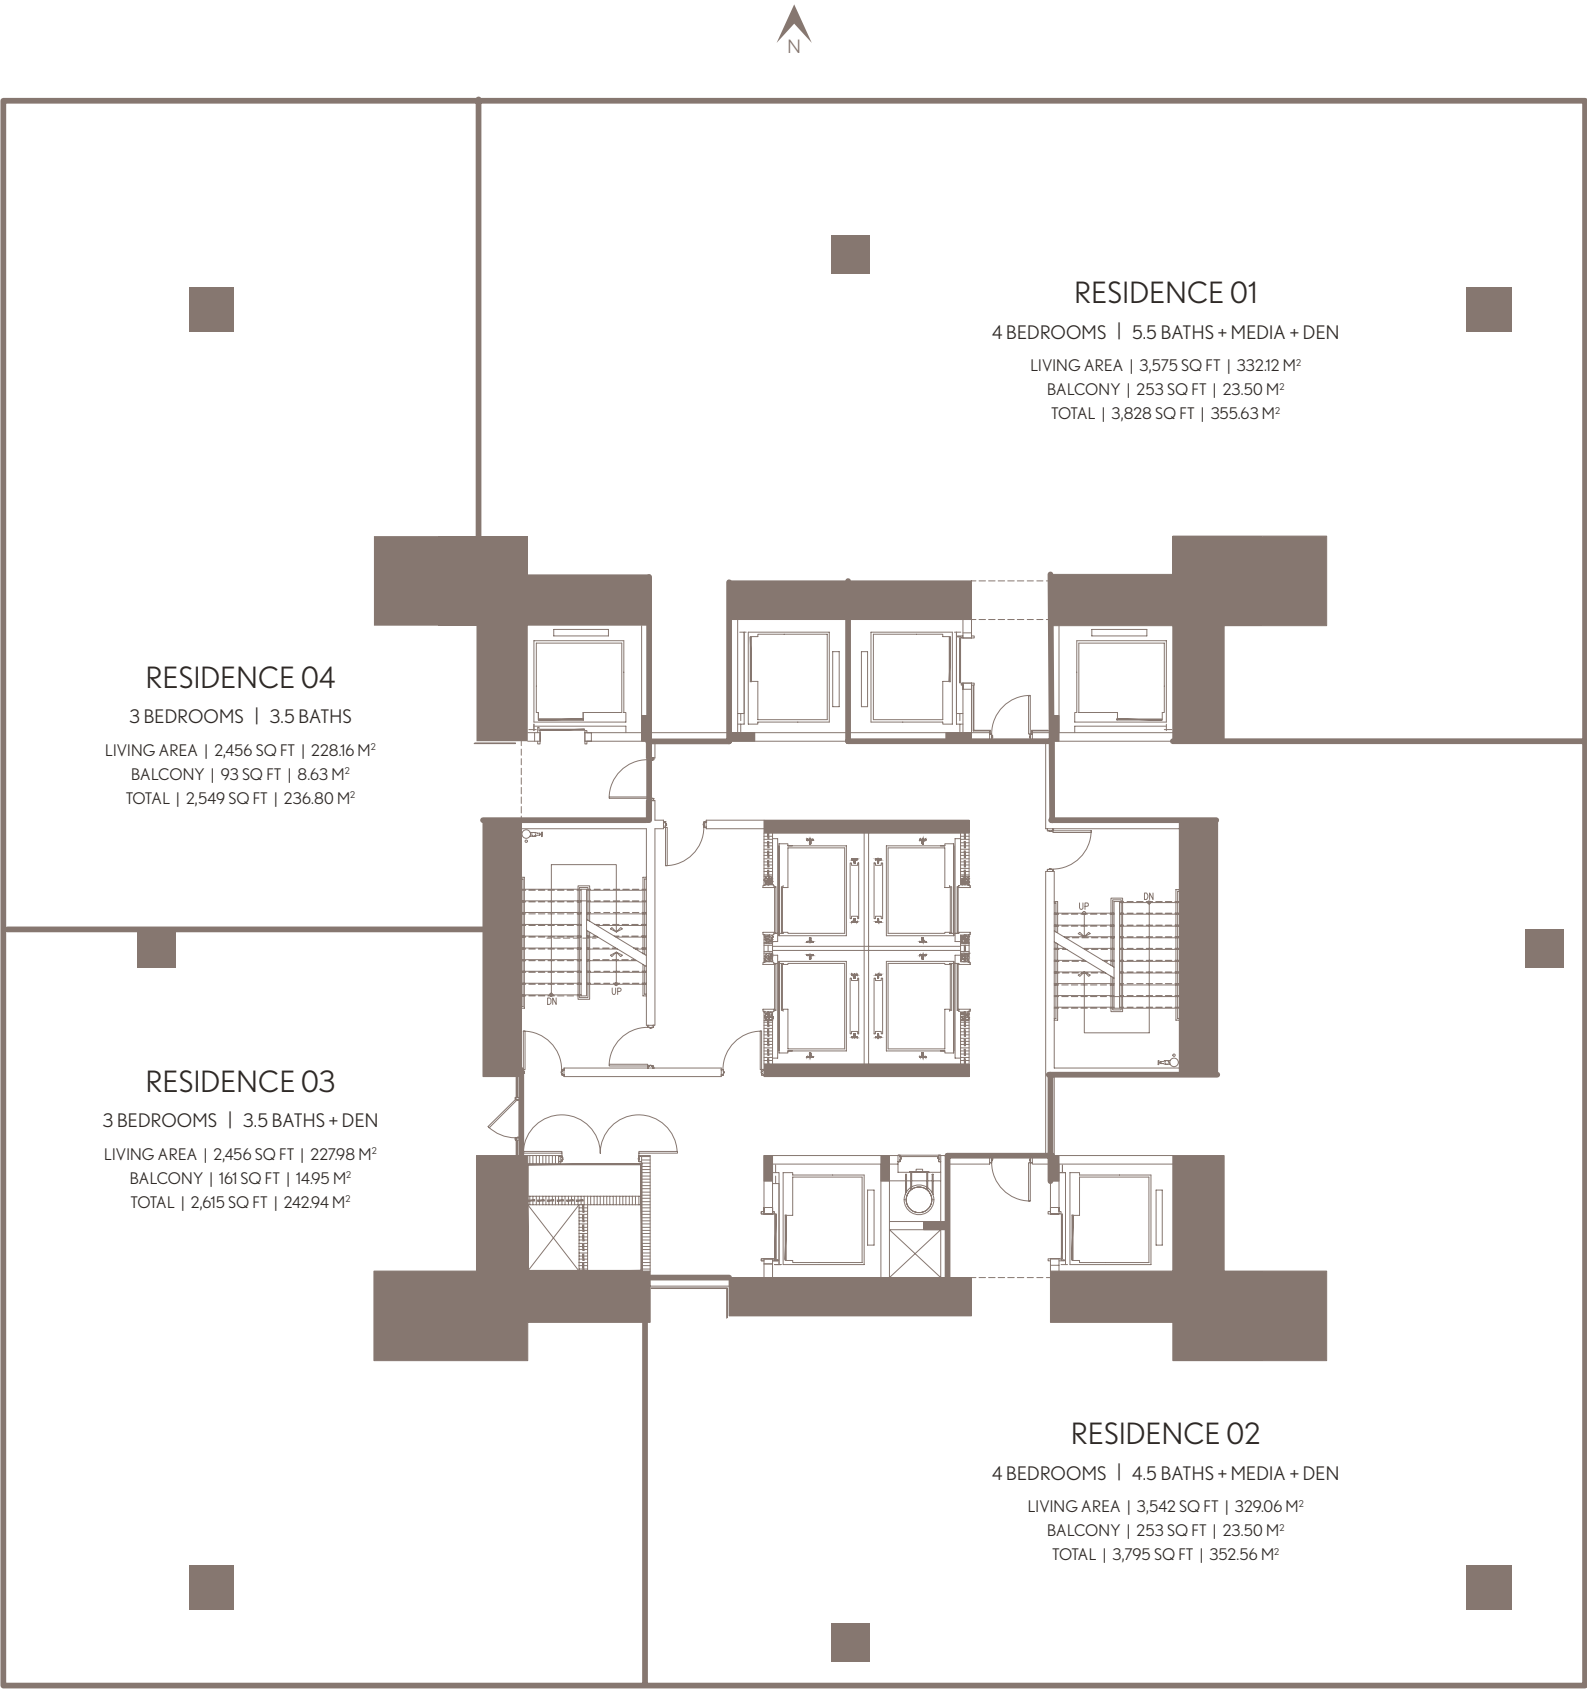 N
RESIDENCE 01
4 BEDROOMS | 5.5 BATHS + MEDIA + DEN
LIVING AREA | 3,575 SQ FT | 332.12 M²
BALCONY | 253 SQ FT | 23.50 M²
TOTAL | 3,828 SQ FT | 355.63 M²
RESIDENCE 04
3 BEDROOMS | 3.5 BATHS
LIVING AREA | 2,456 SQ FT | 228.16 M²
BALCONY | 93 SQ FT | 8.63 M²
TOTAL | 2,549 SQ FT | 236.80 M²
UP
DN
DN
UP
RESIDENCE 03
3 BEDROOMS | 3.5 BATHS + DEN
LIVING AREA | 2,456 SQ FT | 227.98 M²
BALCONY | 161 SQ FT | 14.95 M²
TOTAL | 2,615 SQ FT | 242.94 M²
RESIDENCE 02
4 BEDROOMS | 4.5 BATHS + MEDIA + DEN
LIVING AREA | 3,542 SQ FT | 329.06 M²
BALCONY | 253 SQ FT | 23.50 M²
TOTAL | 3,795 SQ FT | 352.56 M²